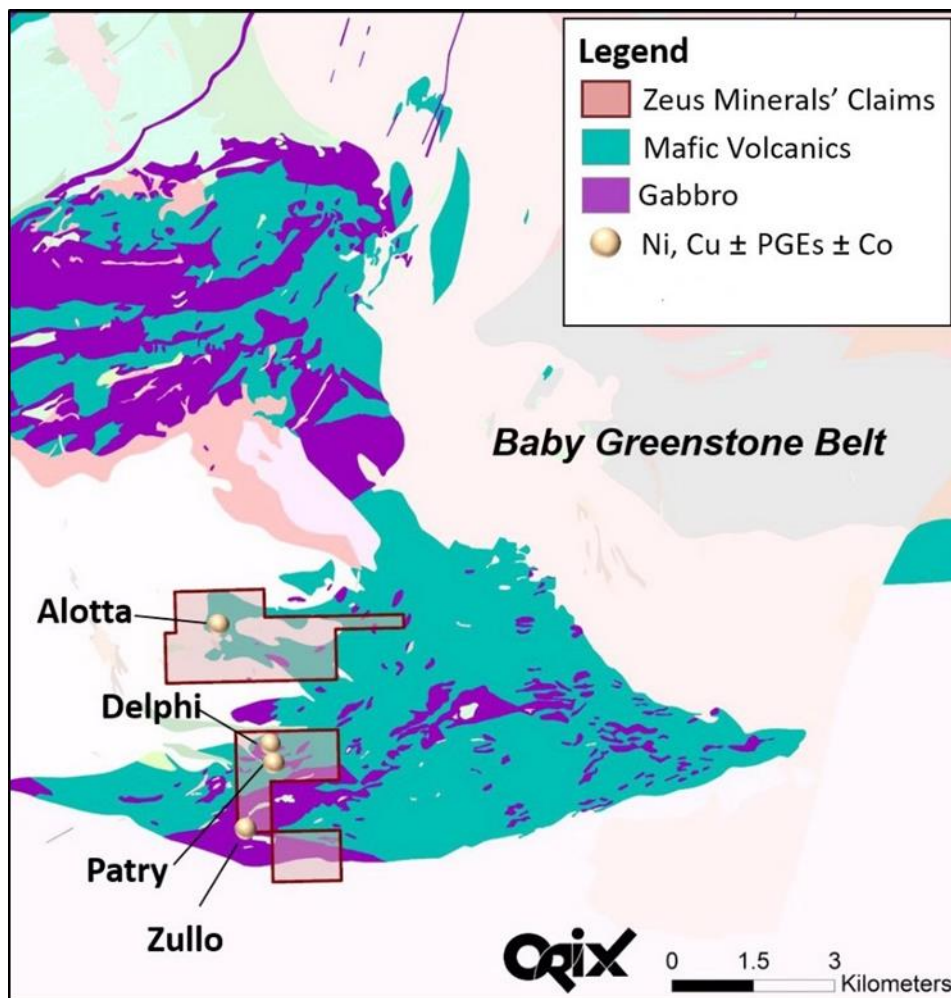 Legend
Zeus Minerals' Claims
Mafic Volcanics
Gabbro
Ni, Cu ± PGEs ± Co
Baby Greenstone Belt
Alotta
Delphi
Patry
Zullo
ORIX
0 1.5 3
Kilometers